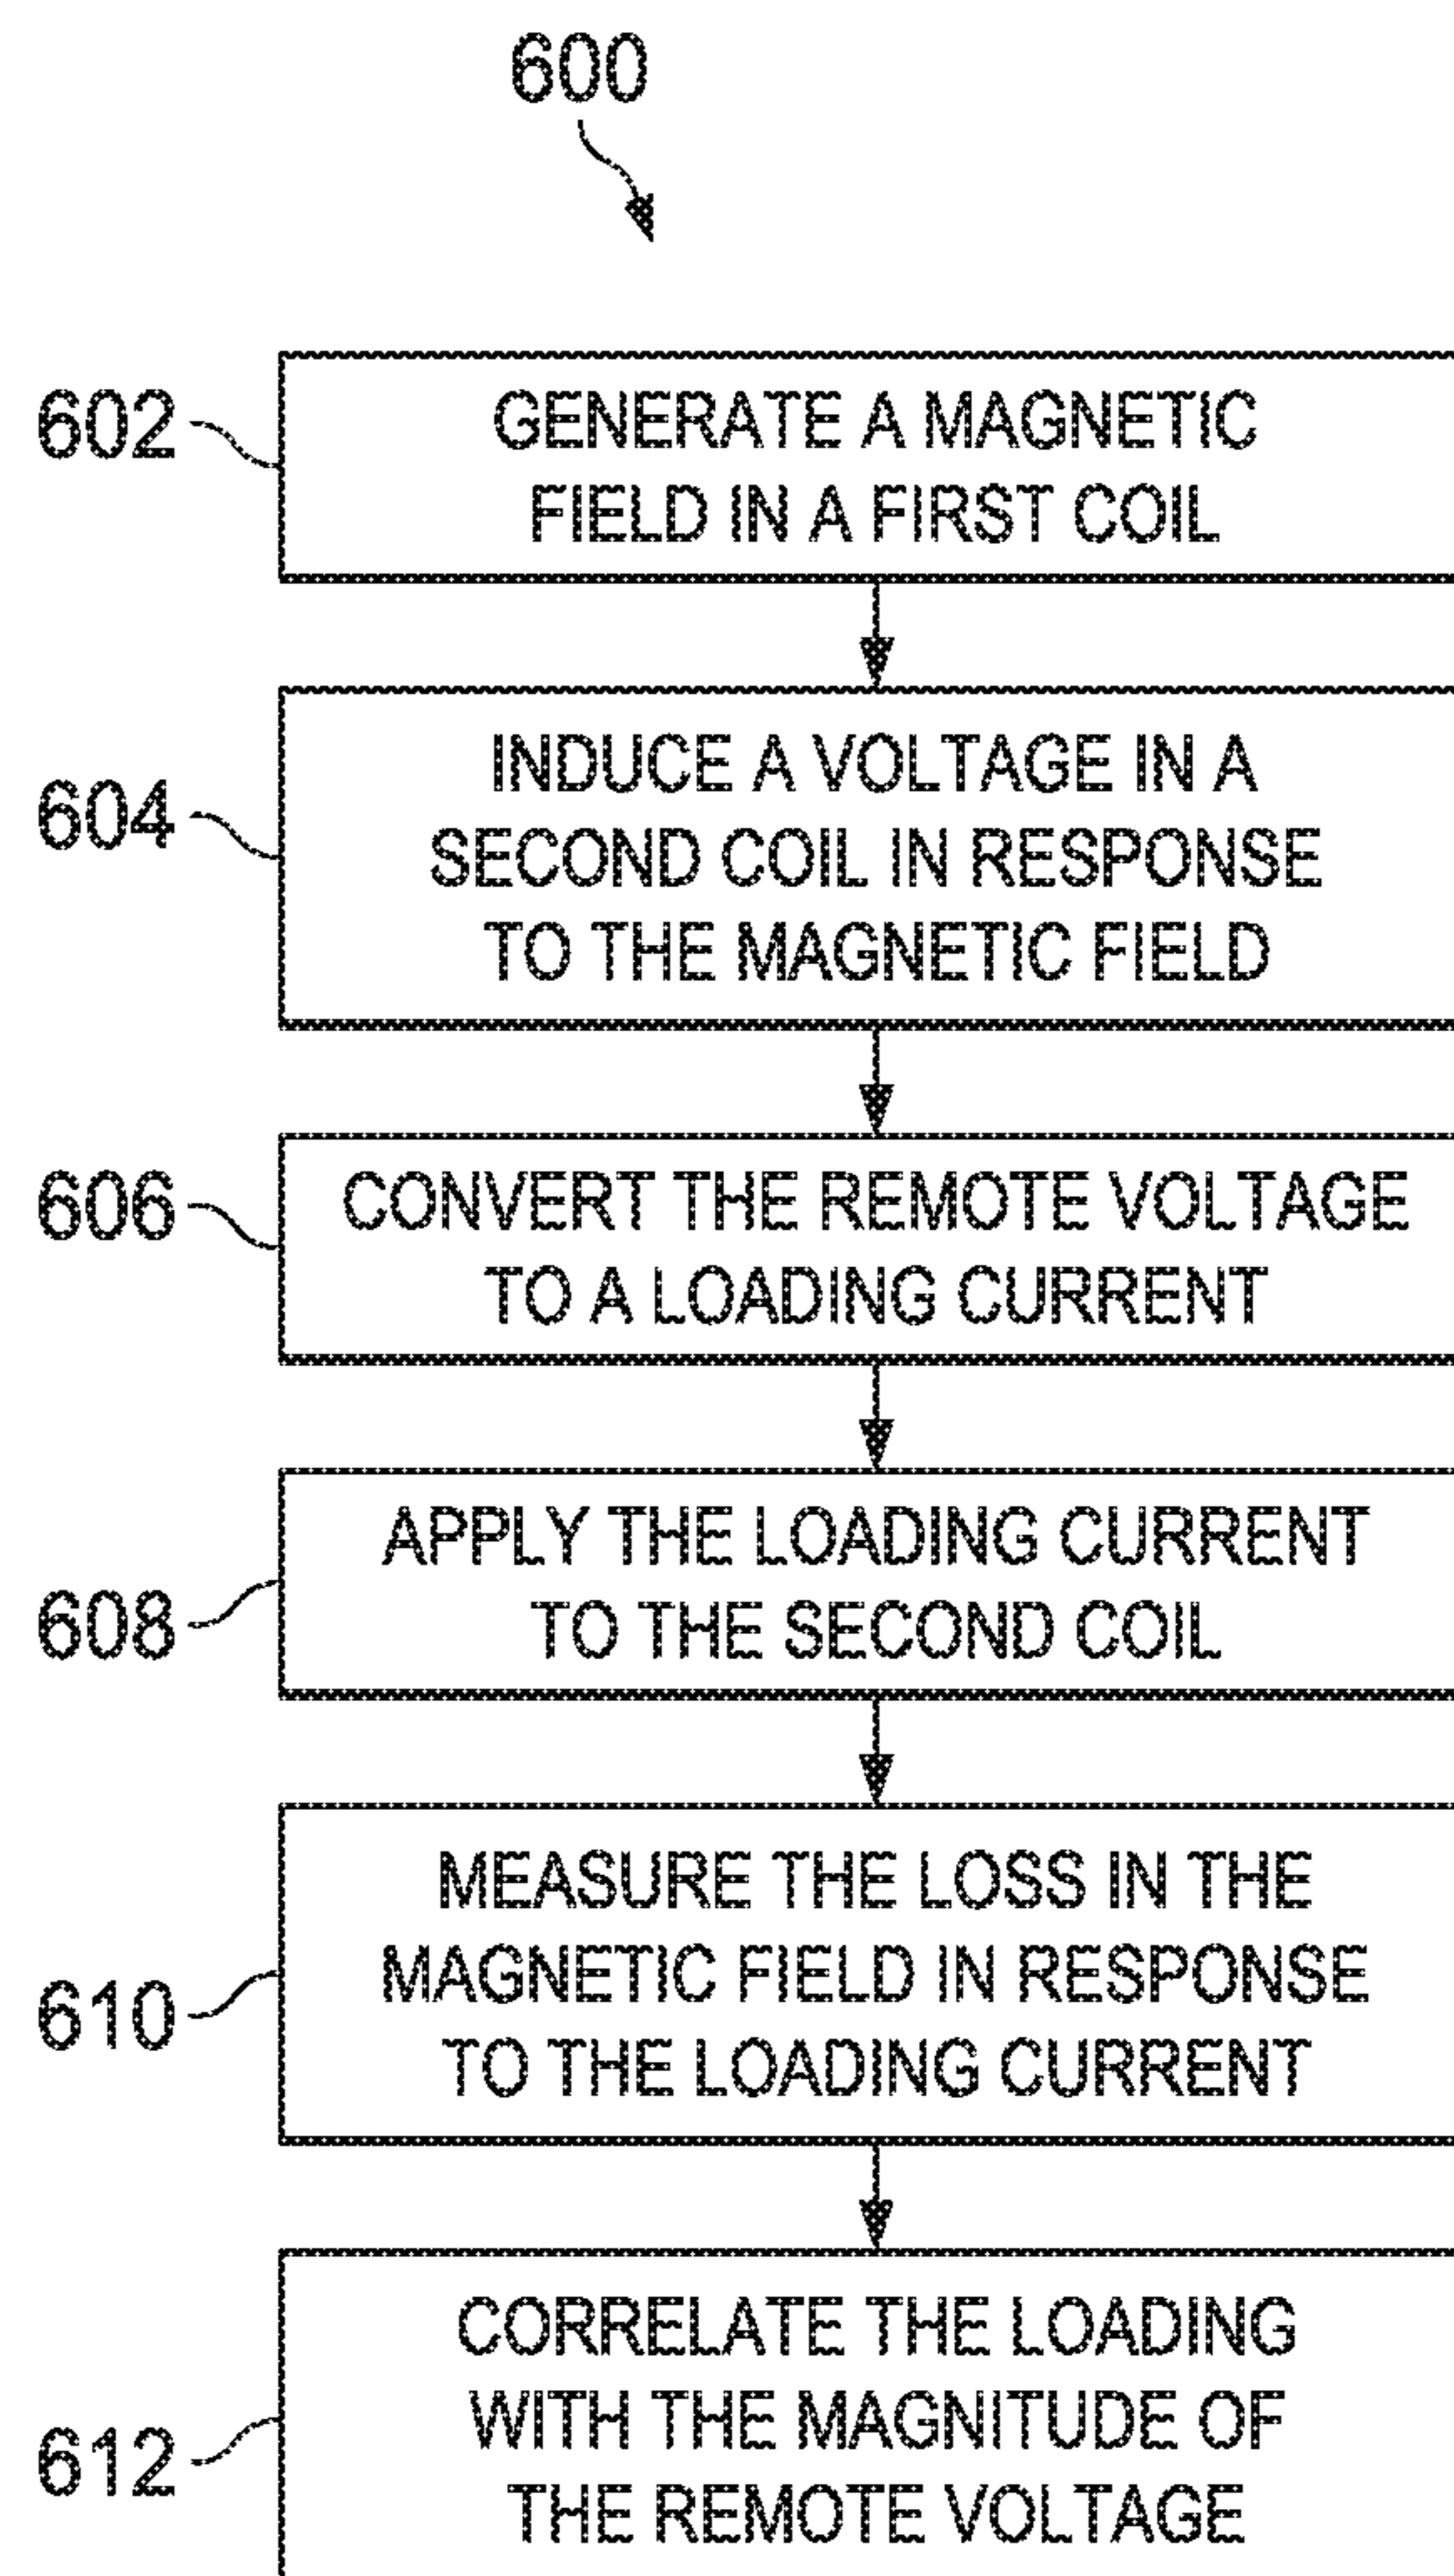 600
602
GENERATE A MAGNETIC
FIELD IN A FIRST COIL
604
INDUCE A VOLTAGE IN A
SECOND COIL IN RESPONSE
TO THE MAGNETIC FIELD
606
CONVERT THE REMOTE VOLTAGE
TO A LOADING CURRENT
608
APPLY THE LOADING CURRENT
TO THE SECOND COIL
610
MEASURE THE LOSS IN THE
MAGNETIC FIELD IN RESPONSE
TO THE LOADING CURRENT
612
CORRELATE THE LOADING
WITH THE MAGNITUDE OF
THE REMOTE VOLTAGE